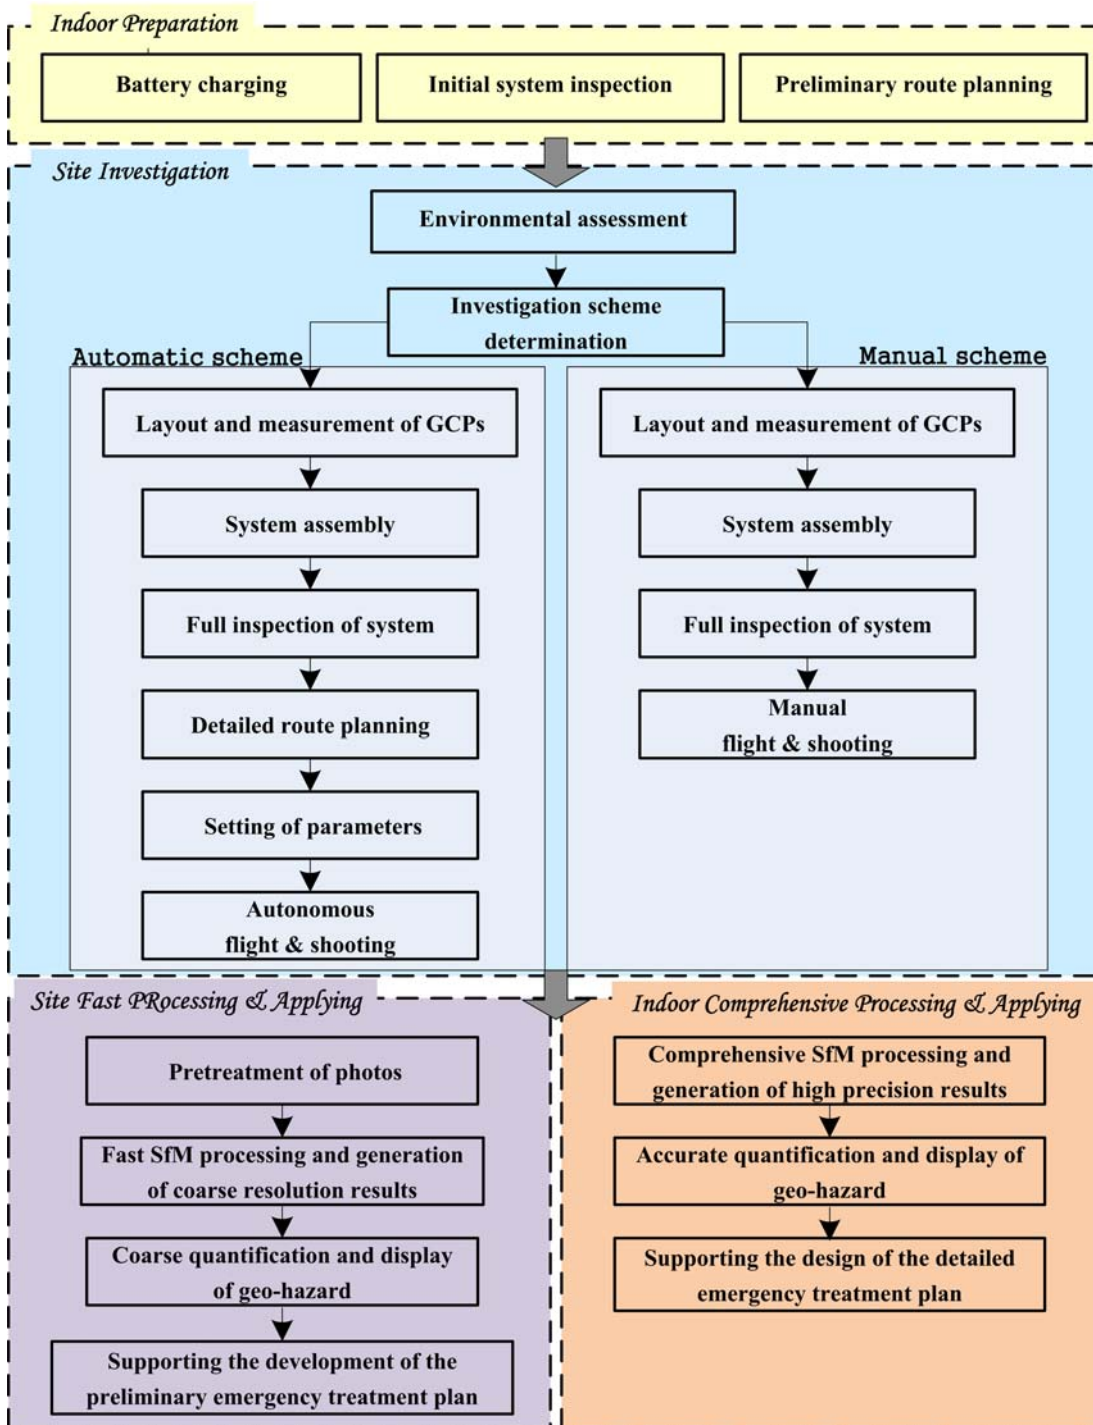 Indoor Preparation
Battery charging
Initial system inspection
Preliminary route planning
Site Investigation
Environmental assessment
Investigation scheme
determination
Automatic scheme
Manual scheme
Layout and measurement of GCPs
System assembly
Full inspection of system
Detailed route planning
Setting of parameters
Autonomous
flight & shooting
Layout and measurement of GCPs
System assembly
Full inspection of system
Manual
flight & shooting
Site Fast PRocessing & Applying
Pretreatment of photos
Fast SfM processing and generation
of coarse resolution results
Coarse quantification and display
of geo-hazard
Supporting the development of the
preliminary emergency treatment plan
Indoor Comprehensive Processing & Applying
Comprehensive SfM processing and
generation of high precision results
Accurate quantification and display of
geo-hazard
Supporting the design of the detailed
emergency treatment plan